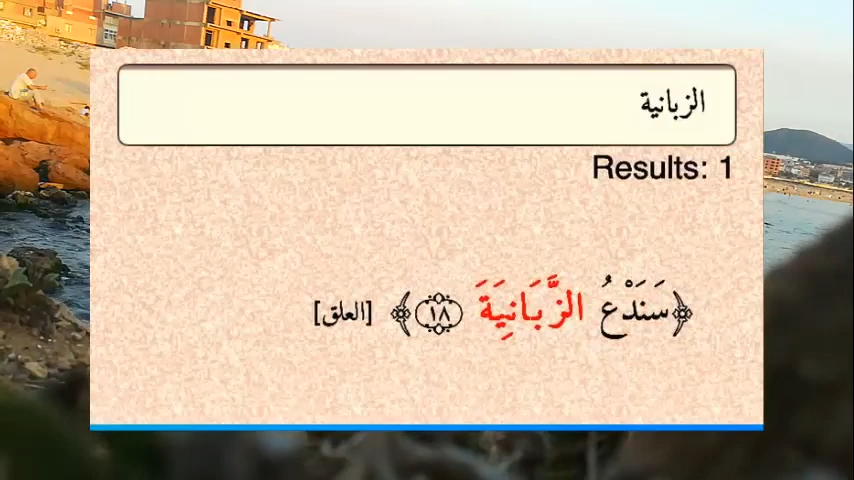 الزبانية
Results: 1
﴿سَنَدْعُ الزَّبَانِيَةَ ﴿١٨﴾ [العلق]